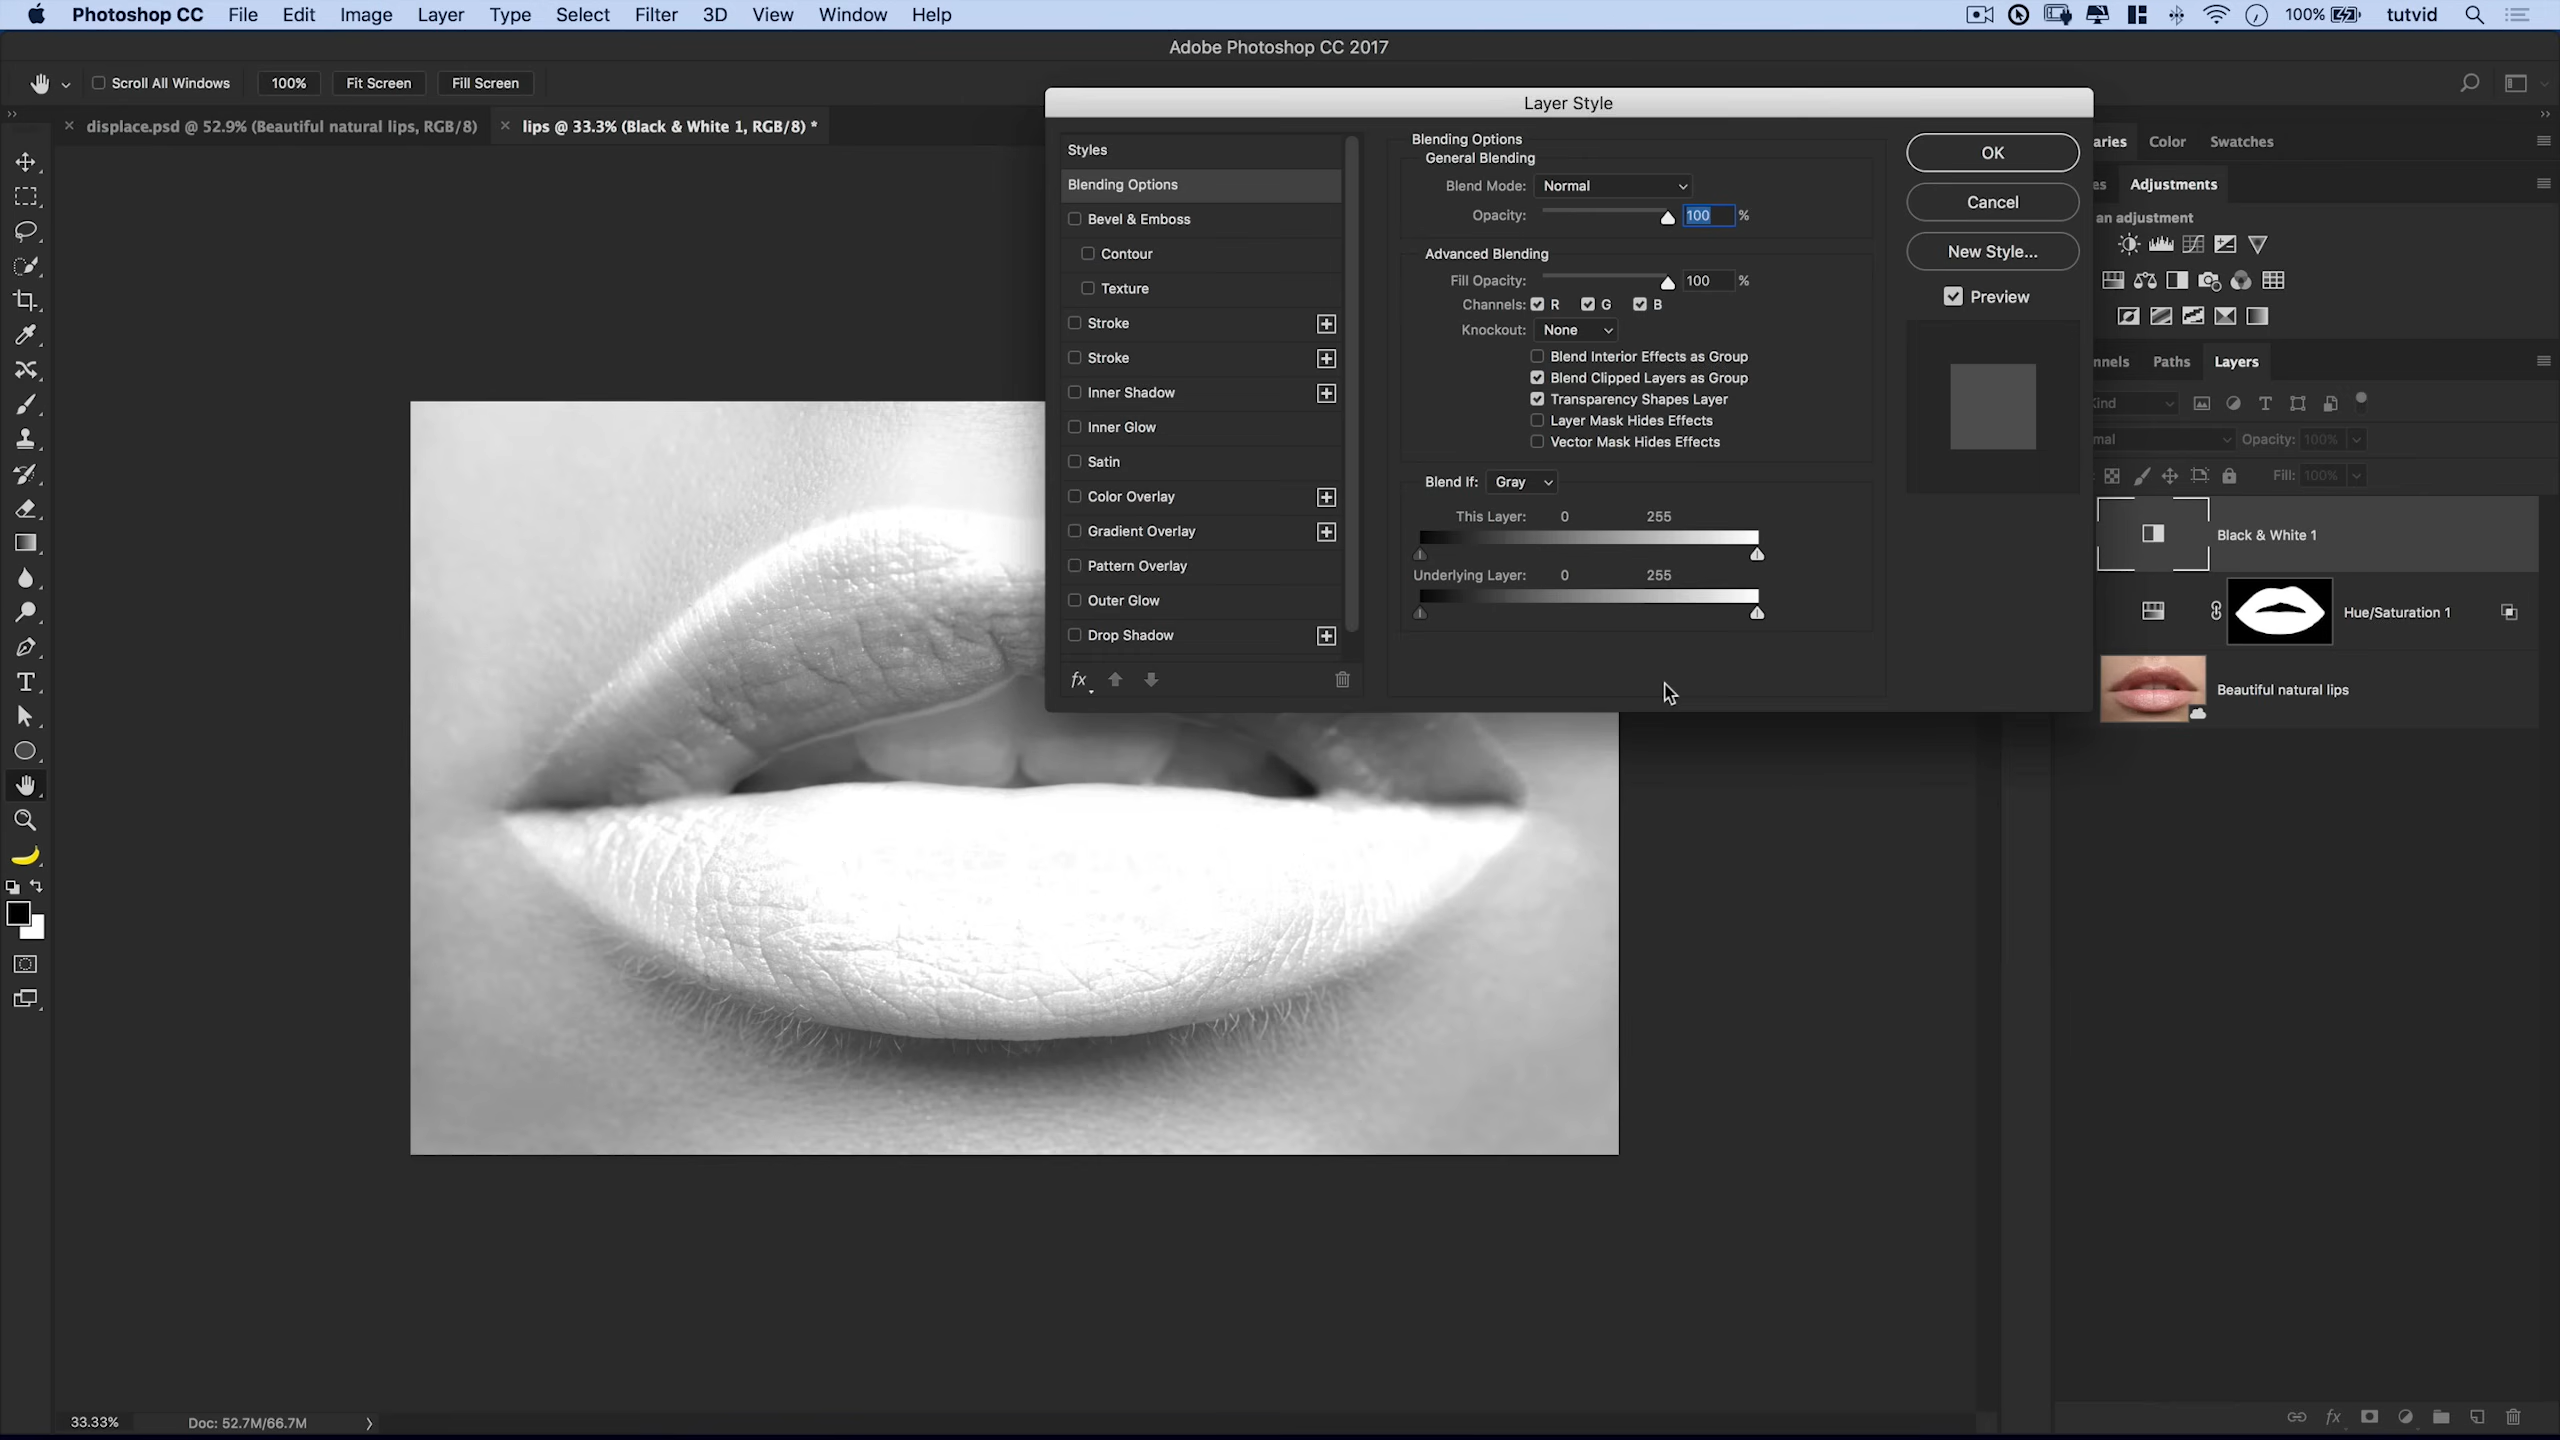 Photoshop CC File Edit Image Layer Type Select Filter 3D View Window Help 100% tutvid
Adobe Photoshop CC 2017
Scroll All Windows 100% Fit Screen Fill Screen
displace.psd @ 52.9% (Beautiful natural lips, RGB/8) lips @ 33.3% (Black & White 1, RGB/8) *
Layer Style
Styles
Blending Options
Bevel & Emboss
Contour
Texture
Stroke
Stroke
Inner Shadow
Inner Glow
Satin
Color Overlay
Gradient Overlay
Pattern Overlay
Outer Glow
Drop Shadow
fx
Blending Options
General Blending
Blend Mode: Normal
Opacity: 100 %
Advanced Blending
Fill Opacity: 100 %
Channels: R G B
Knockout: None
Blend Interior Effects as Group
Blend Clipped Layers as Group
Transparency Shapes Layer
Layer Mask Hides Effects
Vector Mask Hides Effects
Blend If: Gray
This Layer: 0 255
Underlying Layer: 0 255
OK
Cancel
New Style...
Preview
aries Color Swatches
es Adjustments
an adjustment
nnels Paths Layers
Kind
mal Opacity: 100%
Fill: 100%
Black & White 1
Hue/Saturation 1
Beautiful natural lips
33.33% Doc: 52.7M/66.7M
fx